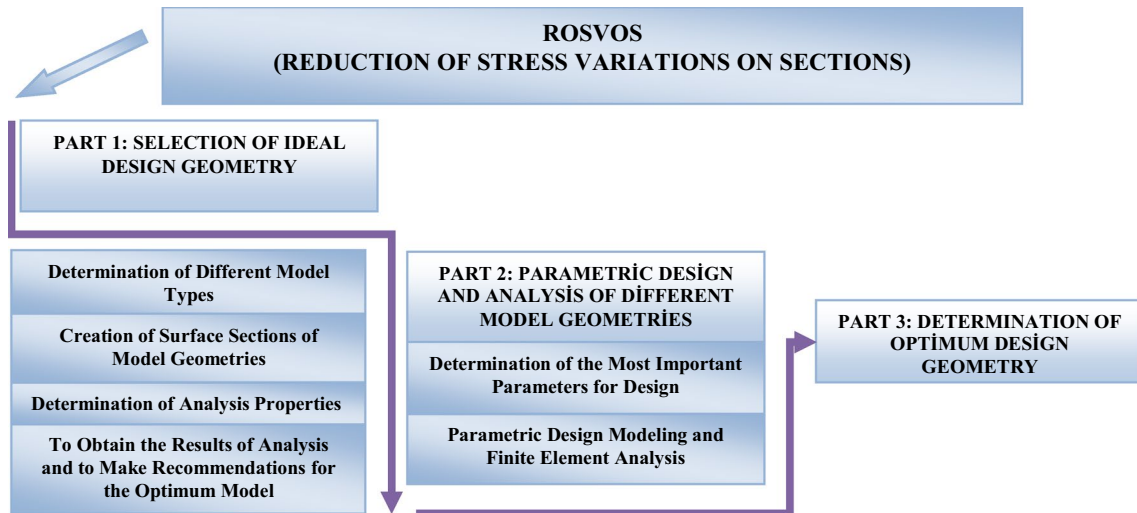 ROSVOS
(REDUCTION OF STRESS VARIATIONS ON SECTIONS)
PART 1: SELECTION OF IDEAL
DESIGN GEOMETRY
Determination of Different Model
Types
Creation of Surface Sections of
Model Geometries
Determination of Analysis Properties
To Obtain the Results of Analysis
and to Make Recommendations for
the Optimum Model
PART 2: PARAMETRIC DESIGN
AND ANALYSİS OF DİFFERENT
MODEL GEOMETRİES
Determination of the Most Important
Parameters for Design
Parametric Design Modeling and
Finite Element Analysis
PART 3: DETERMINATION OF
OPTİMUM DESİGN
GEOMETRY